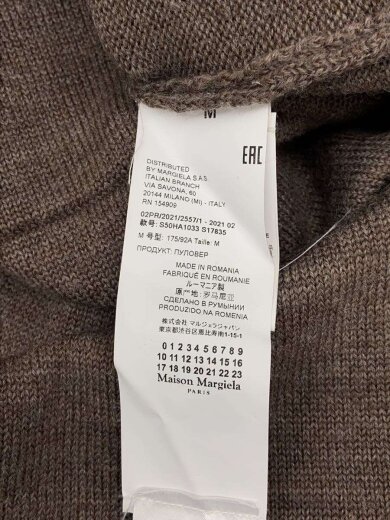 M
EAC
DISTRIBUTED
BY MARGIELA S.A.S.
ITALIAN BRANCH
VIA SAVONA, 60
20144 MILANO (MI) - ITALY
RN 154909
02PR/2021/2557/1 - 2021 02
款号: S50HA1033 S17835
M 号型: 175/92A Taille: M
ПРОДУКТ: ПУЛОВЕР
MADE IN ROMANIA
FABRIQUÉ EN ROUMANIE
ルーマニア製
原产地: 罗马尼亚
СДЕЛАНО В РУМЫНИИ
PRODUZIDO NA ROMENIA
株式会社 マルジェラジャパン
東京都渋谷区恵比寿南1-15-1
0 1 2 3 4 5 6 7 8 9
10 11 12 13 14 15 16
17 18 19 20 21 22 23
Maison Margiela
PARIS